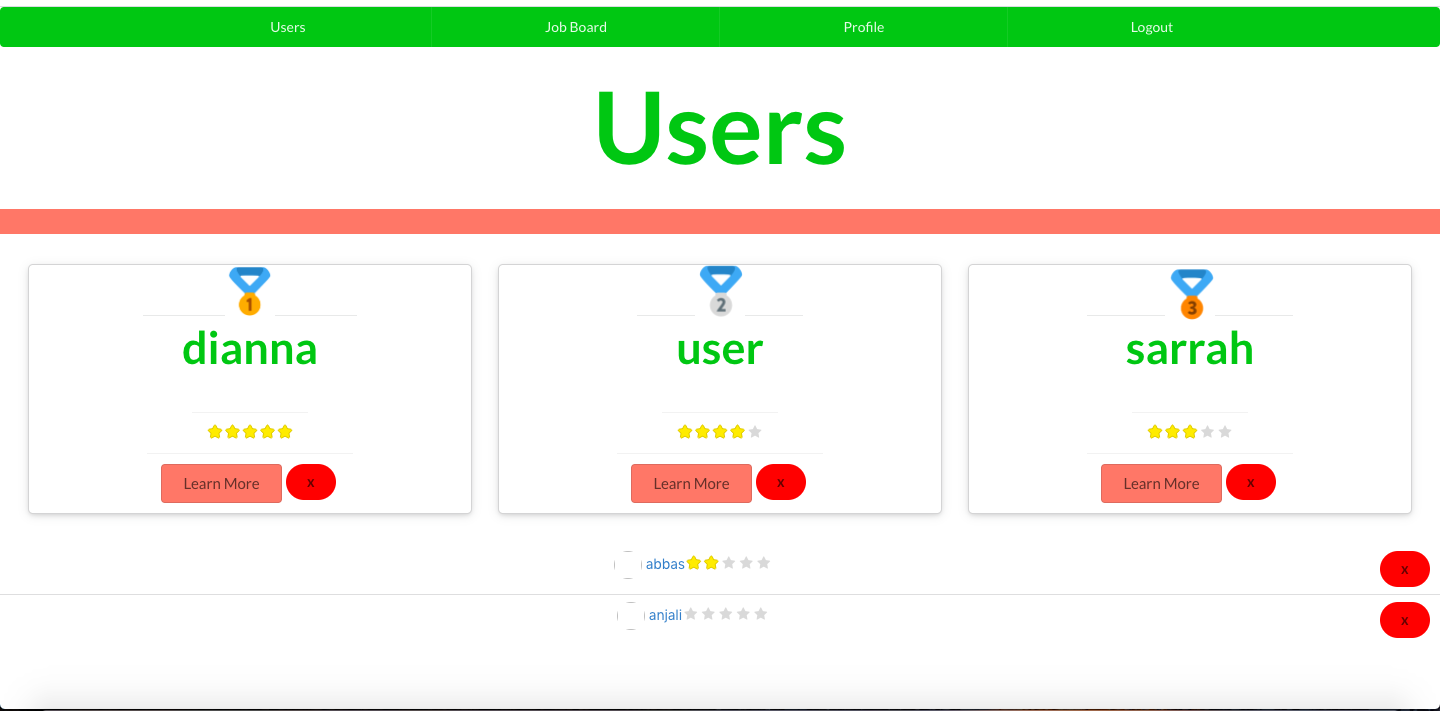 Users Job Board Profile Logout
Users
1 2 3
dianna user sarrah
Learn More x Learn More x Learn More x
abbas x
anjali x